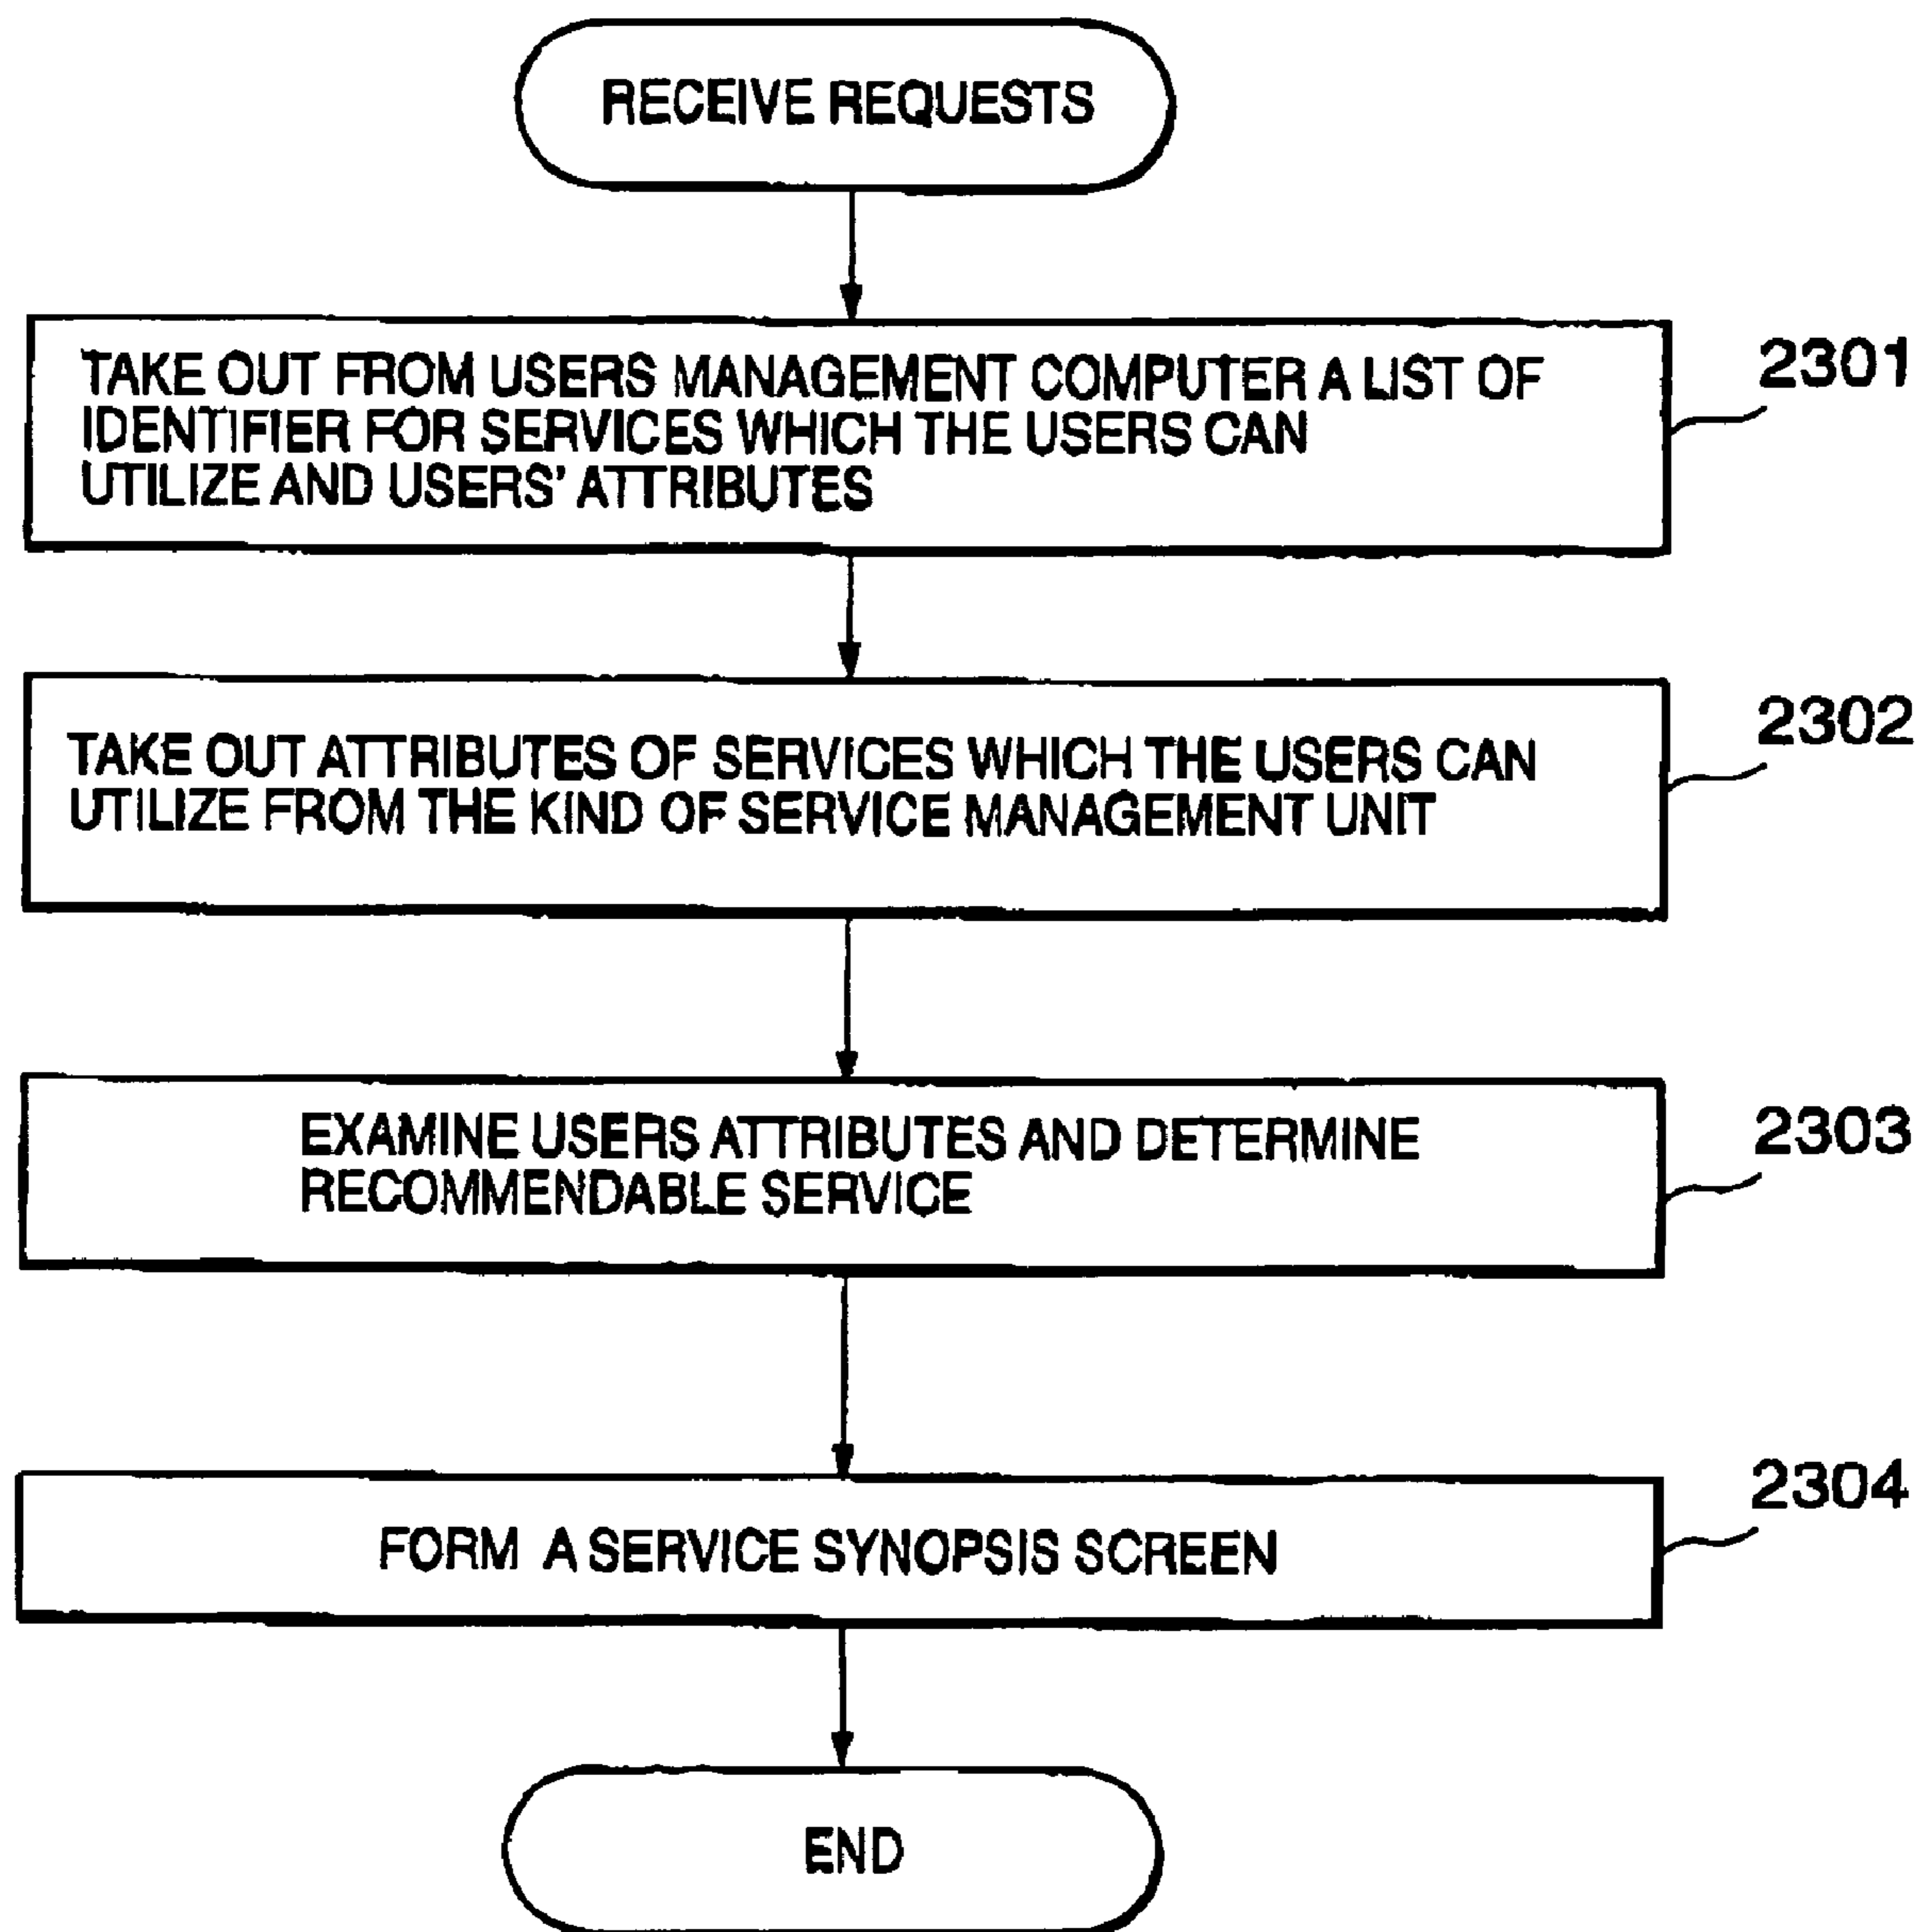 RECEIVE REQUESTS
TAKE OUT FROM USERS MANAGEMENT COMPUTER A LIST OF
IDENTIFIER FOR SERVICES WHICH THE USERS CAN
UTILIZE AND USERS' ATTRIBUTES
2301
TAKE OUT ATTRIBUTES OF SERVICES WHICH THE USERS CAN
UTILIZE FROM THE KIND OF SERVICE MANAGEMENT UNIT
2302
EXAMINE USERS ATTRIBUTES AND DETERMINE
RECOMMENDABLE SERVICE
2303
FORM A SERVICE SYNOPSIS SCREEN
2304
END